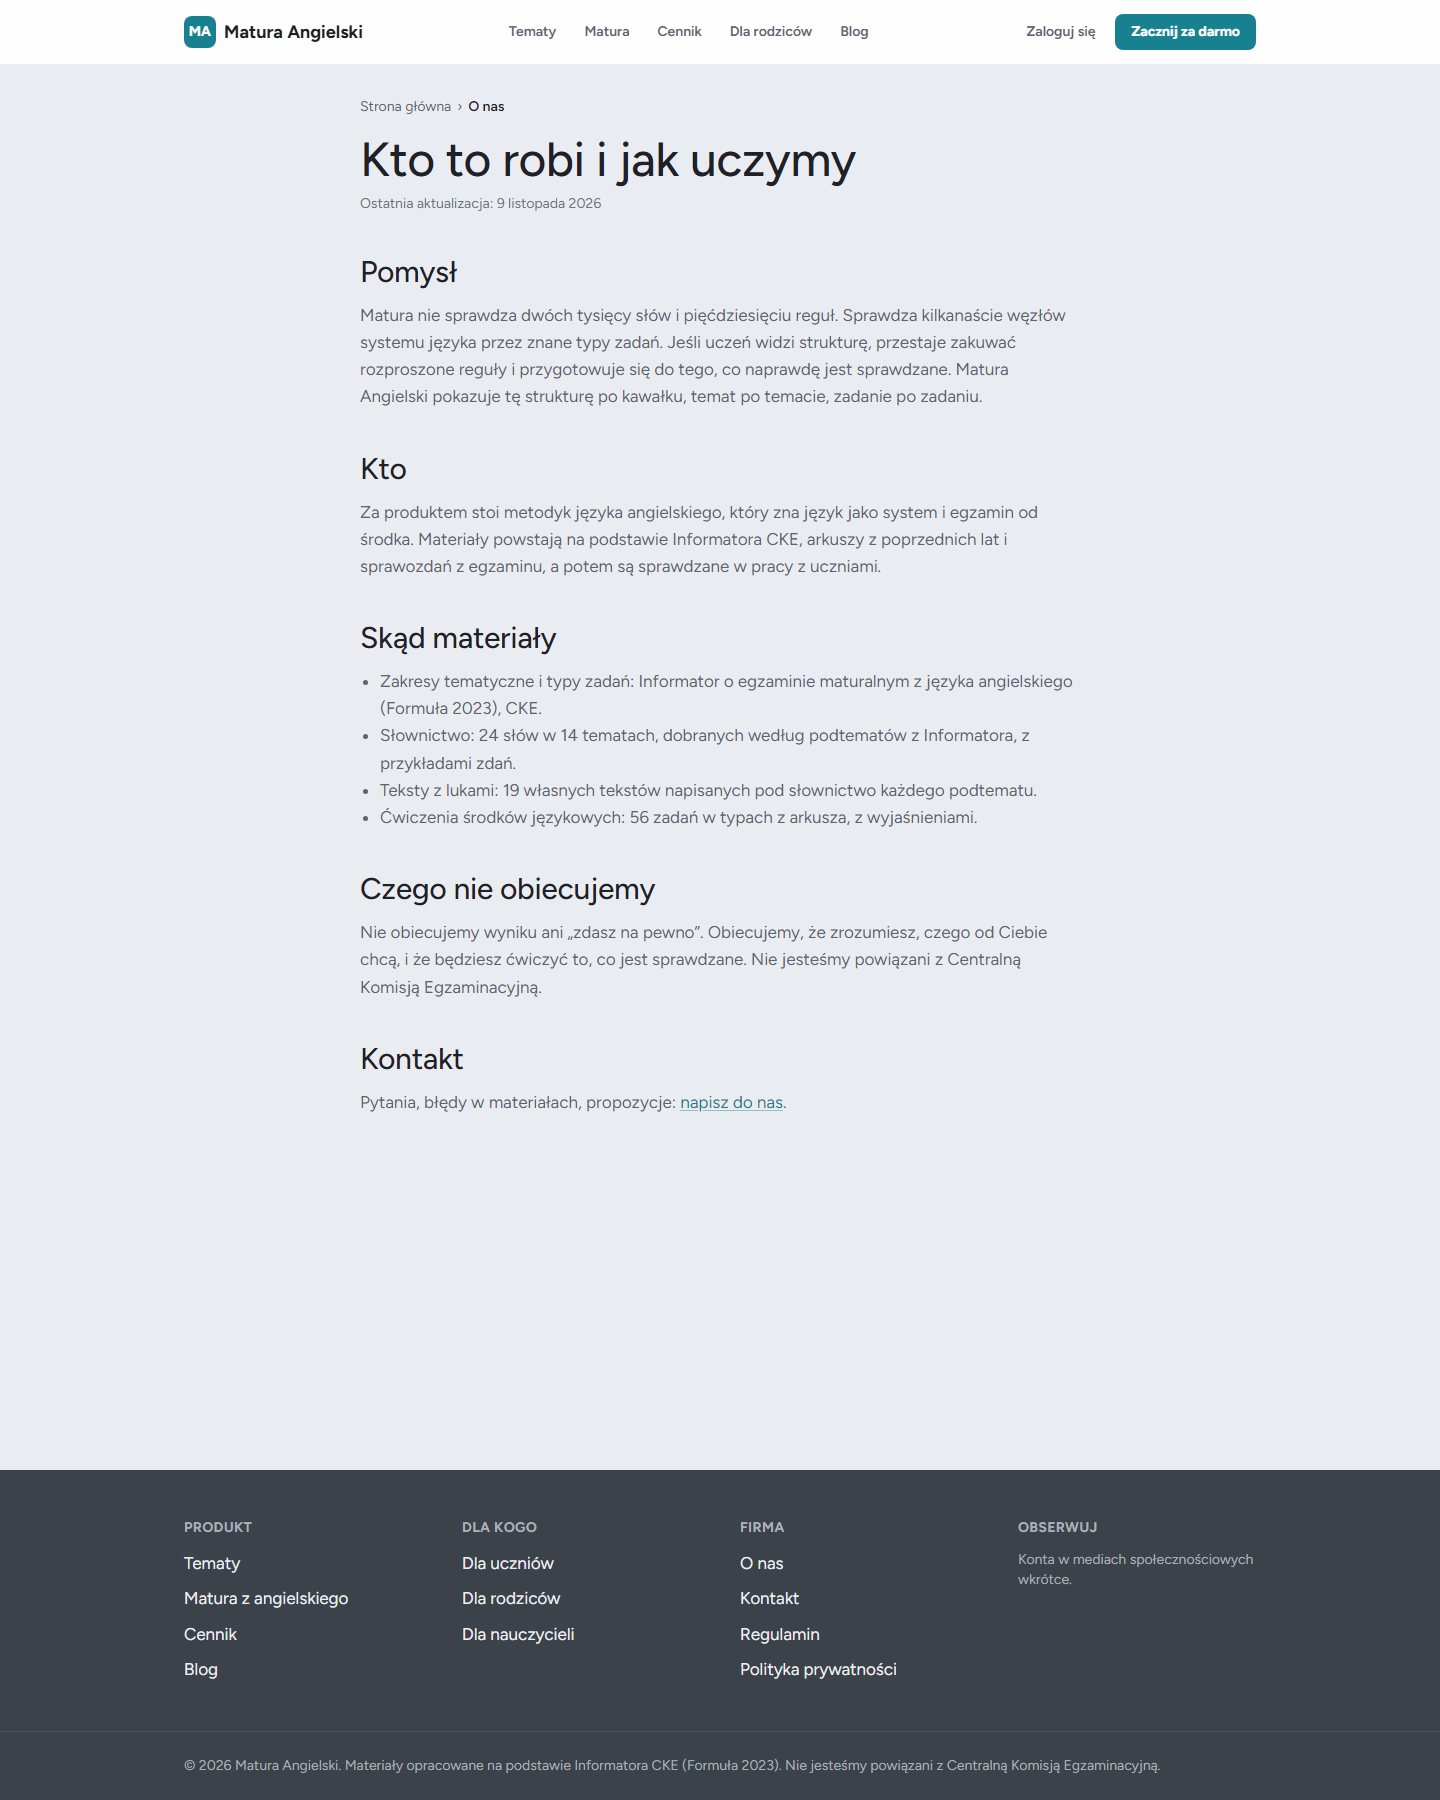 MA Matura Angielski
Tematy Matura Cennik Dla rodziców Blog
Zaloguj się Zacznij za darmo
Strona główna › O nas
Kto to robi i jak uczymy
Ostatnia aktualizacja: 9 listopada 2026
Pomysł
Matura nie sprawdza dwóch tysięcy słów i pięćdziesięciu reguł. Sprawdza kilkanaście węzłów
systemu języka przez znane typy zadań. Jeśli uczeń widzi strukturę, przestaje zakuwać
rozproszone reguły i przygotowuje się do tego, co naprawdę jest sprawdzane. Matura
Angielski pokazuje tę strukturę po kawałku, temat po temacie, zadanie po zadaniu.
Kto
Za produktem stoi metodyk języka angielskiego, który zna język jako system i egzamin od
środka. Materiały powstają na podstawie Informatora CKE, arkuszy z poprzednich lat i
sprawozdań z egzaminu, a potem są sprawdzane w pracy z uczniami.
Skąd materiały
• Zakresy tematyczne i typy zadań: Informator o egzaminie maturalnym z języka angielskiego
(Formuła 2023), CKE.
• Słownictwo: 24 słów w 14 tematach, dobranych według podtematów z Informatora, z
przykładami zdań.
• Teksty z lukami: 19 własnych tekstów napisanych pod słownictwo każdego podtematu.
• Ćwiczenia środków językowych: 56 zadań w typach z arkusza, z wyjaśnieniami.
Czego nie obiecujemy
Nie obiecujemy wyniku ani „zdasz na pewno”. Obiecujemy, że zrozumiesz, czego od Ciebie
chcą, i że będziesz ćwiczyć to, co jest sprawdzane. Nie jesteśmy powiązani z Centralną
Komisją Egzaminacyjną.
Kontakt
Pytania, błędy w materiałach, propozycje: napisz do nas.
PRODUKT
Tematy
Matura z angielskiego
Cennik
Blog
DLA KOGO
Dla uczniów
Dla rodziców
Dla nauczycieli
FIRMA
O nas
Kontakt
Regulamin
Polityka prywatności
OBSERWUJ
Konta w mediach społecznościowych
wkrótce.
© 2026 Matura Angielski. Materiały opracowane na podstawie Informatora CKE (Formuła 2023). Nie jesteśmy powiązani z Centralną Komisją Egzaminacyjną.